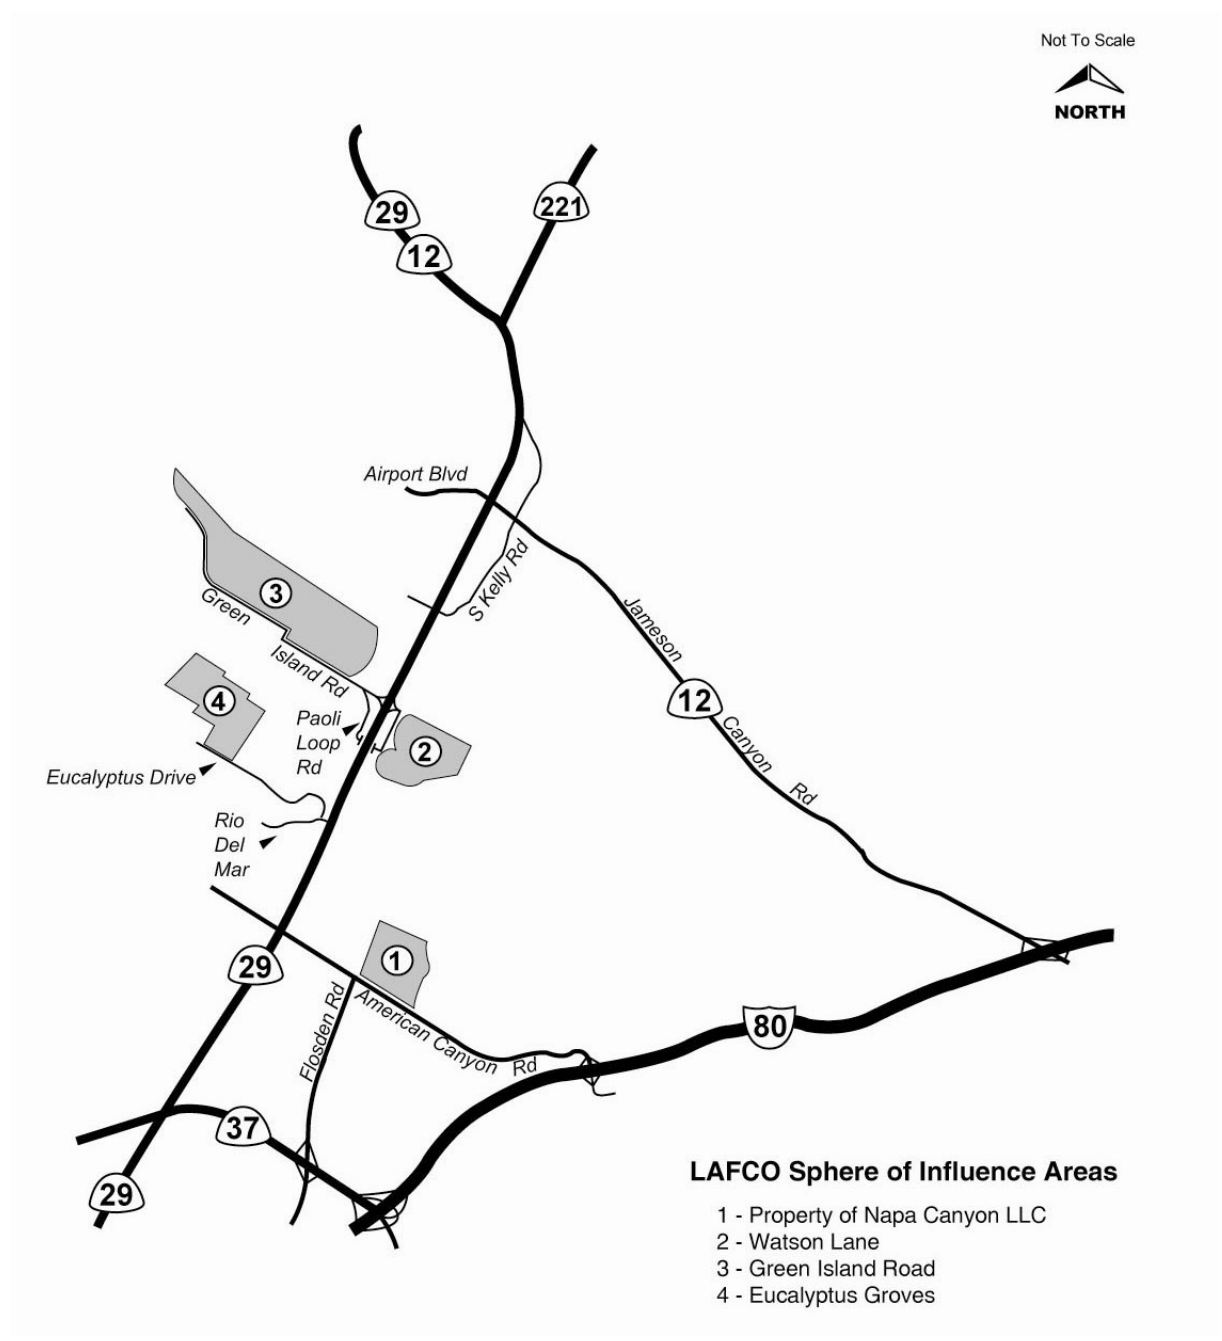 Not To Scale
NORTH
29
221
12
Airport Blvd
S Kelly Rd
3
Green
Island Rd
Jameson
12
Canyon
Rd
4
Paoli
Loop
Rd
2
Eucalyptus Drive
Rio
Del
Mar
1
29
Flosden Rd
American Canyon
Rd
80
37
29
LAFCO Sphere of Influence Areas
1 - Property of Napa Canyon LLC
2 - Watson Lane
3 - Green Island Road
4 - Eucalyptus Groves